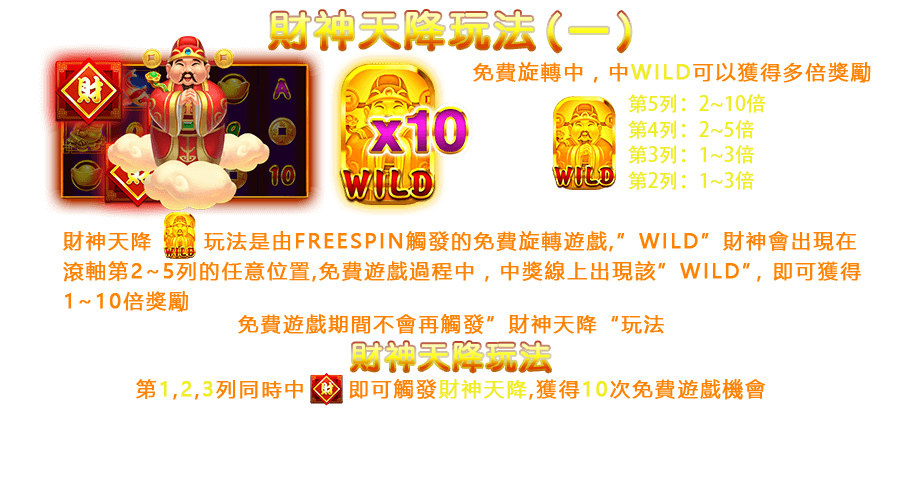 財神天降玩法(一)
免費旋轉中，中WILD可以獲得多倍獎勵
財
A
10
x10
WILD
WILD
第5列：2~10倍
第4列：2~5倍
第3列：1~3倍
第2列：1~3倍
財神天降 WILD 玩法是由FREESPIN觸發的免費旋轉遊戲,”WILD”財神會出現在
滾軸第2~5列的任意位置,免費遊戲過程中，中獎線上出現該”WILD“，即可獲得
1~10倍獎勵
免費遊戲期間不會再觸發”財神天降“玩法
財神天降玩法
第1,2,3列同時中 財 即可觸發財神天降,獲得10次免費遊戲機會